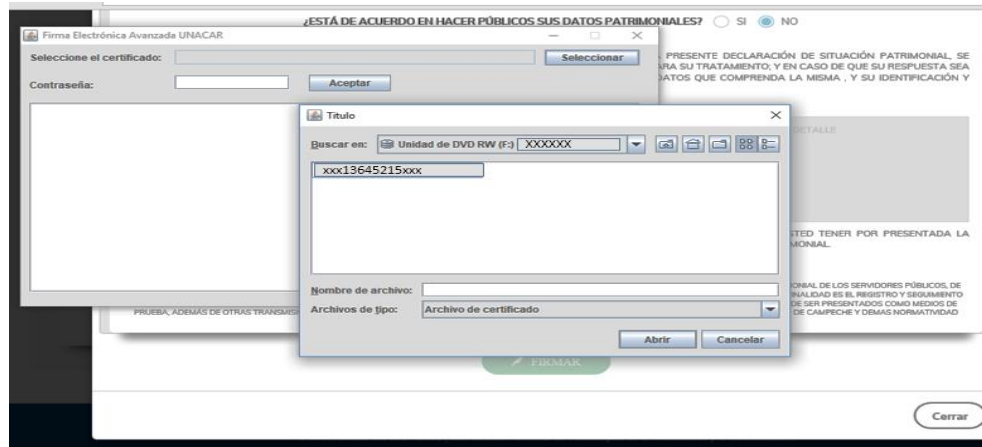 ¿ESTÁ DE ACUERDO EN HACER PÚBLICOS SUS DATOS PATRIMONIALES? SI NO
Firma Electrónica Avanzada UNACAR
Seleccione el certificado: Seleccionar
PRESENTE DECLARACIÓN DE SITUACIÓN PATRIMONIAL, SE
ARA SU TRATAMIENTO; Y EN CASO DE QUE SU RESPUESTA SEA
DATOS QUE COMPRENDA LA MISMA , Y SU IDENTIFICACIÓN Y
Contraseña: Aceptar
Titulo
DETALLE
Buscar en: Unidad de DVD RW (F:) XXXXXX
xxx13645215xxx
STED TENER POR PRESENTADA LA
MONIAL.
Nombre de archivo:
Archivos de tipo: Archivo de certificado
ONIAL DE LOS SERVIDORES PÚBLICOS, DE
INALIDAD ES EL REGISTRO Y SEGUIMIENTO
DE SER PRESENTADOS COMO MEDIOS DE
PRUEBA, ADEMÁS DE OTRAS TRANSMIS
DE CAMPECHE Y DEMAS NORMATIVIDAD
Abrir Cancelar
FIRMAR
Cerrar